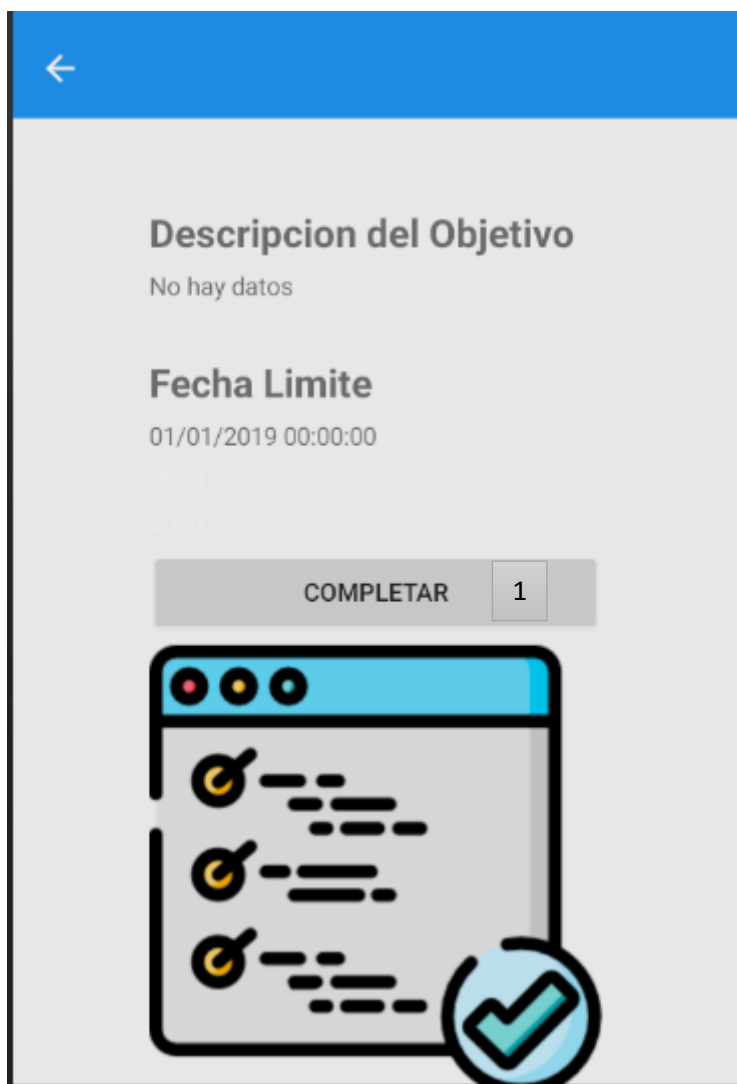 Descripcion del Objetivo
No hay datos
Fecha Limite
01/01/2019 00:00:00
COMPLETAR 1